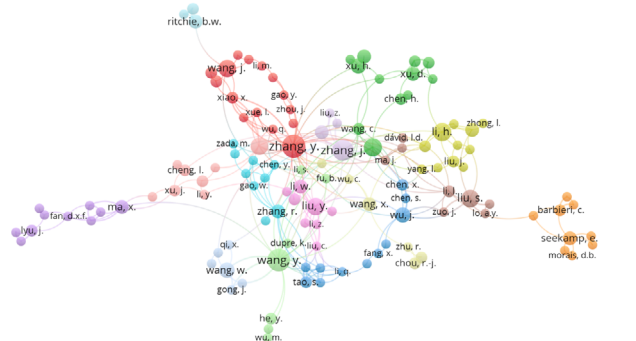 ritchie, b.w.
wang, j.
li, m.
xu, h.
xu, d.
xiao, x.
gao, y.
chen, h.
xue, l.
zhou, j.
liu, z.
wu, q.
wang, c.
david, l.d.
li, h.
zhong, l.
zada, m.
zhang, y.
zhang, j.
ma, j.
cheng, l.
chen, y.
li, s.
yang, l.
liu, j.
gao, w.
li, w.
fu, b.
wu, c.
chen, x.
xu, j.
li, y.
chen, s.
li, l.
liu, s.
ma, x.
zhang, r.
liu, y.
wang, x.
wu, j.
zuo, j.
lo, a.y.
barbieri, c.
fan, d.x.f.
li, z.
lyu, j.
qi, x.
dupre, k.
liu, c.
fang, x.
zhu, r.
seekamp, e.
wang, w.
wang, y.
li, q.
chou, r.-j.
morais, d.b.
gong, j.
tao, s.
he, y.
wu, m.